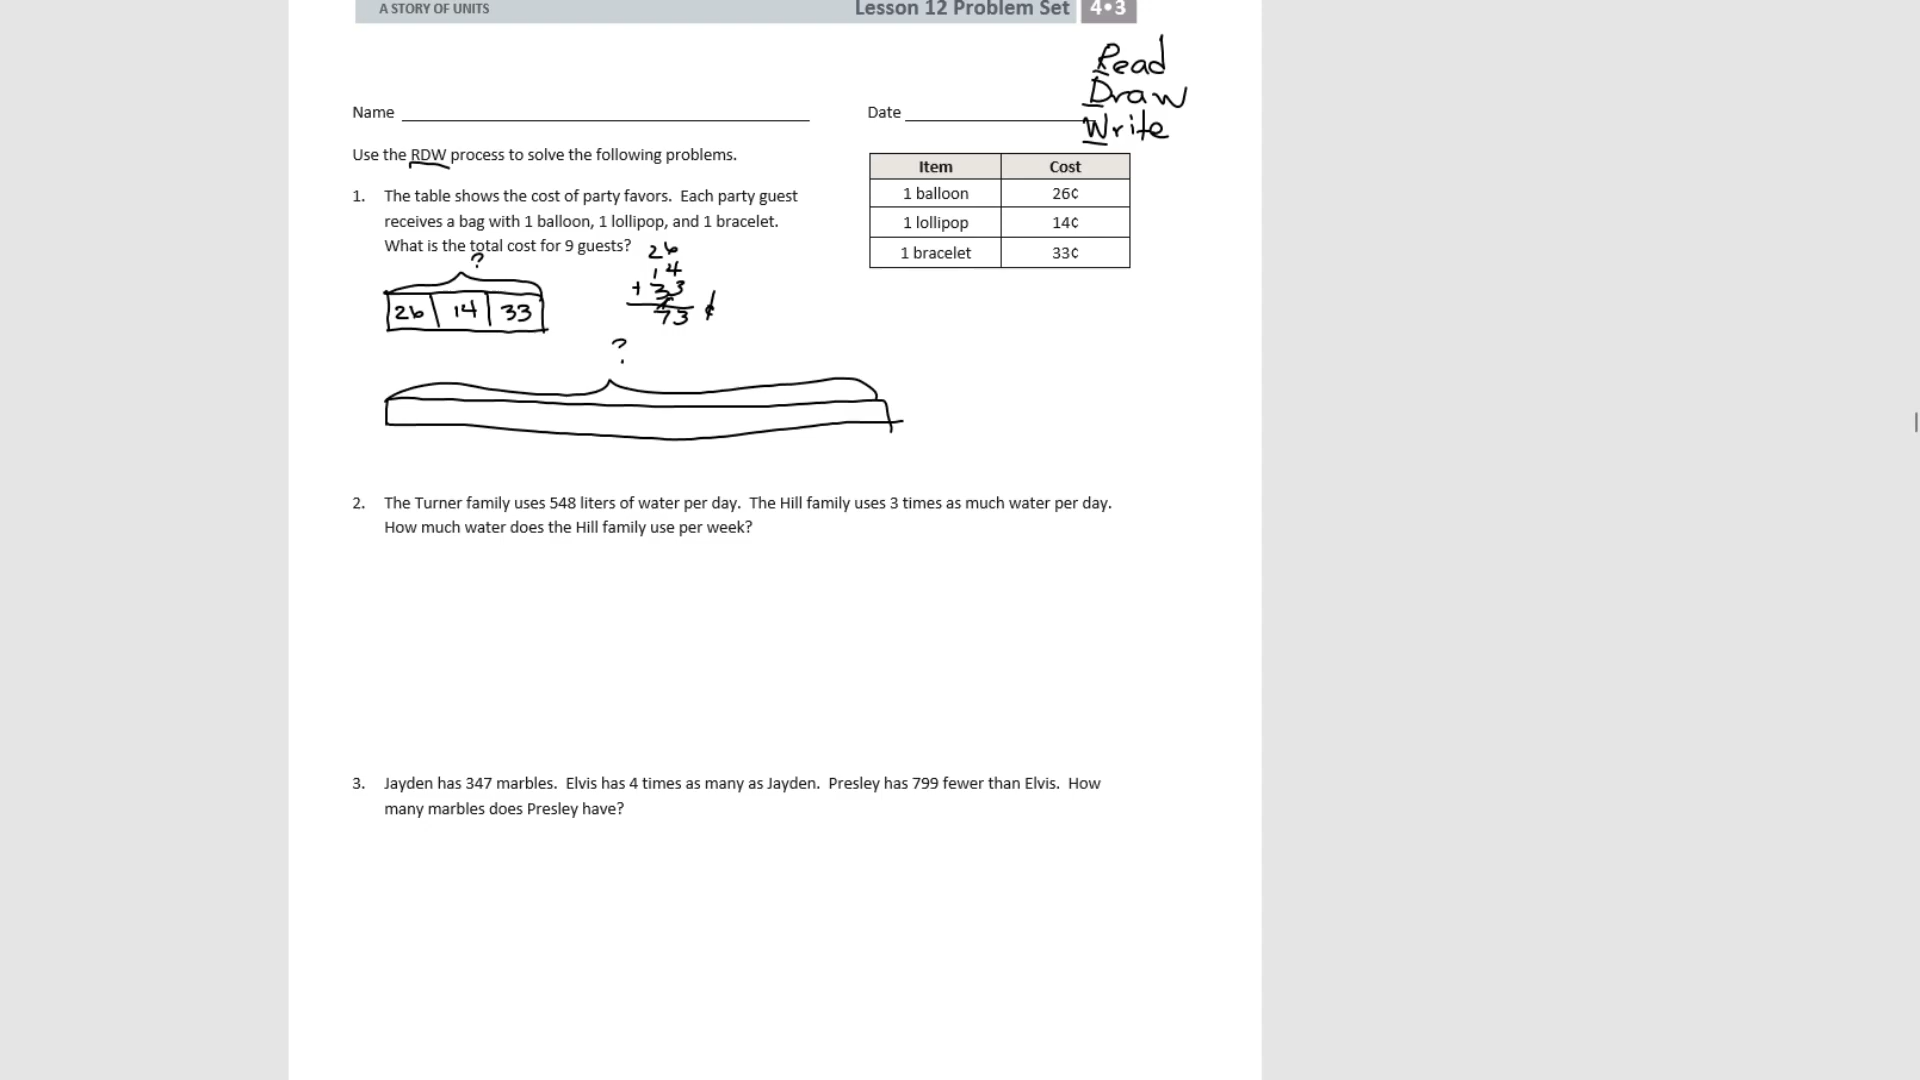 A STORY OF UNITS
Lesson 12 Problem Set 4•3
Read
Draw
Write
Name
Date
Use the RDW process to solve the following problems.
1. The table shows the cost of party favors. Each party guest
receives a bag with 1 balloon, 1 lollipop, and 1 bracelet.
What is the total cost for 9 guests?
Item Cost
1 balloon 26¢
1 lollipop 14¢
1 bracelet 33¢
?
26 14 33
26
14
+ 33
73 ¢
?
2. The Turner family uses 548 liters of water per day. The Hill family uses 3 times as much water per day.
How much water does the Hill family use per week?
3. Jayden has 347 marbles. Elvis has 4 times as many as Jayden. Presley has 799 fewer than Elvis. How
many marbles does Presley have?